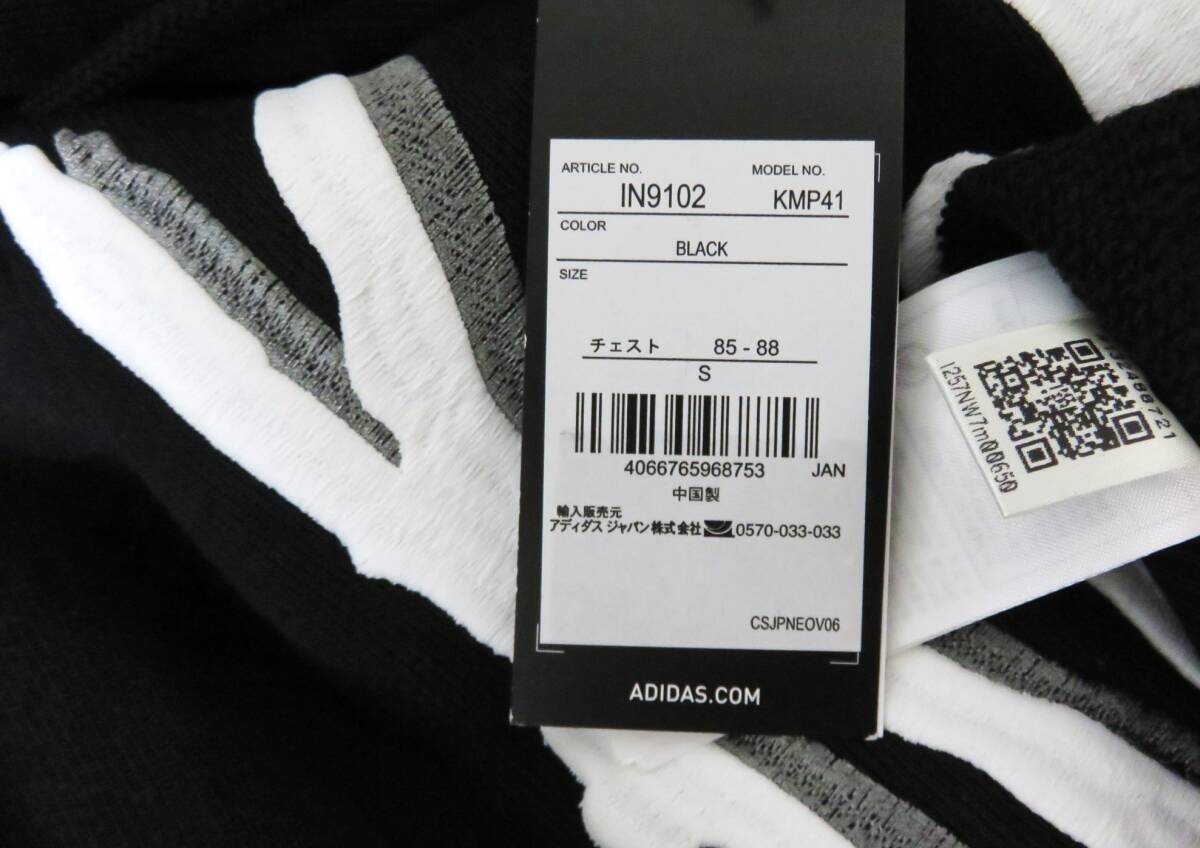 ARTICLE NO. MODEL NO.
IN9102 KMP41
COLOR
BLACK
SIZE
チェスト 85 - 88
S
4066765968753 JAN
中国製
輸入販売元
アディダス ジャパン株式会社 0570-033-033
CSJPNEOV06
ADIDAS.COM